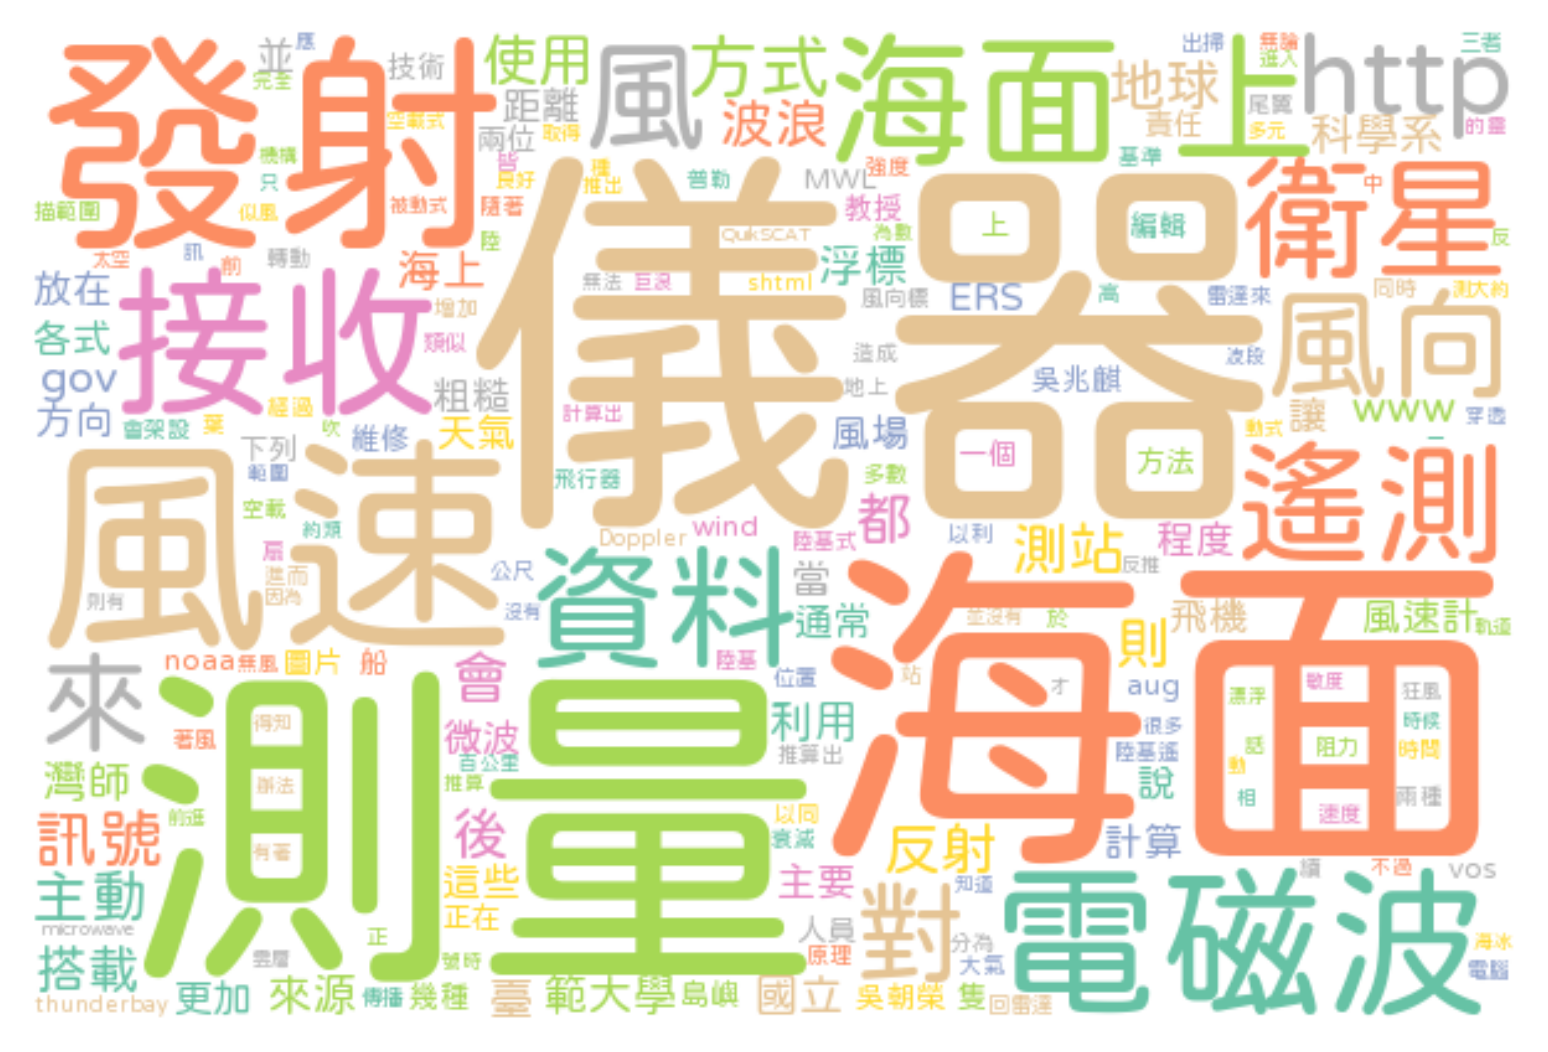 發射
並
應
完全
技術
使用
距離
兩位
空載式
取得
風
方式
波浪
海面上
地球
責任
出掃
無論
進入
尾翼
多元
http
三者
科學系
的靈
機構
只
皆
良好
種
推出
普勒
MWL
強度
基準
衛星
中
描範圍
似風
被動式
隨著
陸
儀器
QuikSCAT
教授
為數
上
編輯
反
太空
訊
前
轉動
海上
浮標
無法
巨浪
shtml
風向標
ERS
高
雷達來
同時
測大約
放在
接收
增加
風向
各式
類似
造成
波段
gov
粗糙
地上
吳兆麒
方向
會架設
葉
經過
吹
維修
天氣
計算出
風場
讓
www
穿透
動式
下列
範圍
一個
方法
飛行器
多數
遙測
風速
空載
約類
扇
進而
因為
則有
Doppler
wind
陸基式
都
以利
測站
反推
程度
公尺
沒有
資料
當
通常
並沒有
於
飛機
風速計
軌道
則
來
noaa
無風
圖片
船
會
陸基
位置
海面
站
才
aug
漂浮
敏度
狂風
著風
得知
測量
微波
百公里
利用
推算出
很多
陸基遙
時候
話
阻力
時間
動
灣師
辦法
推算
說
相
速度
兩種
前進
訊號
有著
後
以同
衰減
反射
計算
主動
這些
正在
主要
知道
續
不過
vos
microwave
正
人員
對
電磁波
搭載
雲層
號時
原理
分為
大氣
海冰
電腦
thunderbay
更加
來源
傳播
幾種
臺
範大學
島嶼
國立
吳朝榮
隻
回雷達